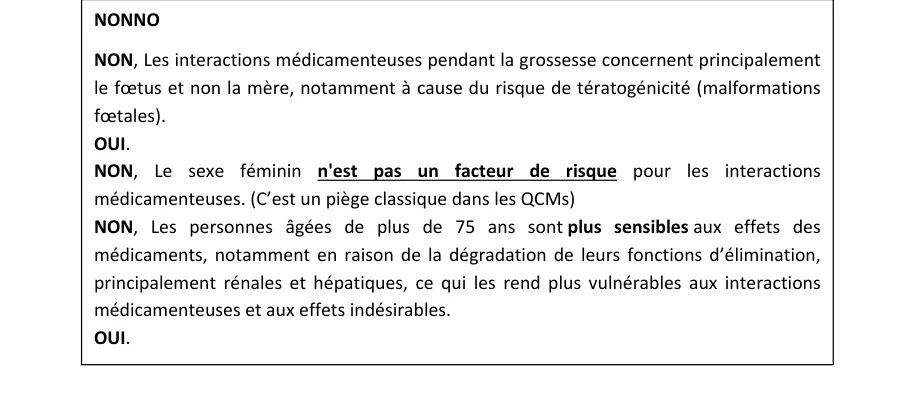 NONNO
NON, Les interactions médicamenteuses pendant la grossesse concernent principalement
le fœtus et non la mère, notamment à cause du risque de tératogénicité (malformations
fœtales).
OUI.
NON, Le sexe féminin n'est pas un facteur de risque pour les interactions
médicamenteuses. (C’est un piège classique dans les QCMs)
NON, Les personnes âgées de plus de 75 ans sont plus sensibles aux effets des
médicaments, notamment en raison de la dégradation de leurs fonctions d’élimination,
principalement rénales et hépatiques, ce qui les rend plus vulnérables aux interactions
médicamenteuses et aux effets indésirables.
OUI.